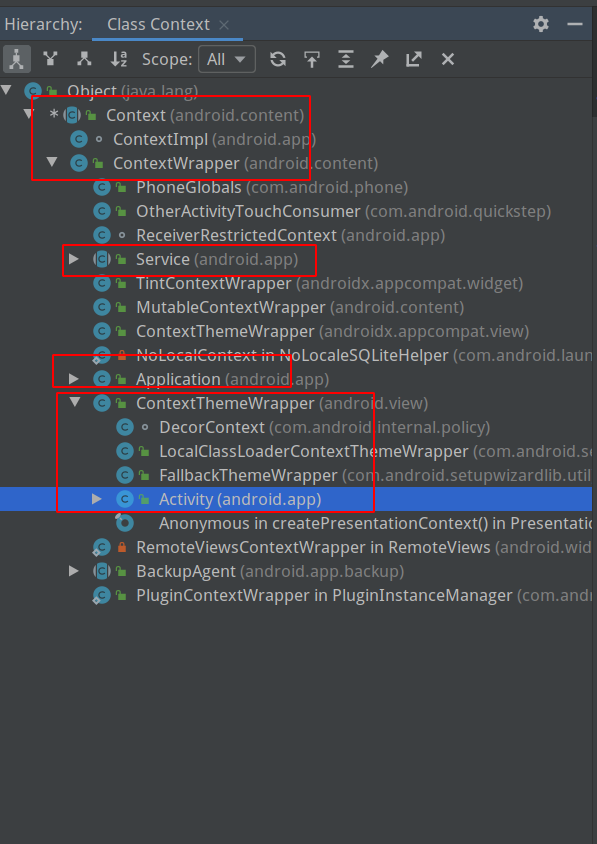 Hierarchy: Class Context
Scope: All
Object (java.lang)
* Context (android.content)
ContextImpl (android.app)
ContextWrapper (android.content)
PhoneGlobals (com.android.phone)
OtherActivityTouchConsumer (com.android.quickstep)
ReceiverRestrictedContext (android.app)
Service (android.app)
TintContextWrapper (androidx.appcompat.widget)
MutableContextWrapper (android.content)
ContextThemeWrapper (androidx.appcompat.view)
NoLocalContext in NoLocaleSQLiteHelper (com.android.laun
Application (android.app)
ContextThemeWrapper (android.view)
DecorContext (com.android.internal.policy)
LocalClassLoaderContextThemeWrapper (com.android.se
FallbackThemeWrapper (com.android.setupwizardlib.util
Activity (android.app)
Anonymous in createPresentationContext() in Presentatio
RemoteViewsContextWrapper in RemoteViews (android.wid
BackupAgent (android.app.backup)
PluginContextWrapper in PluginInstanceManager (com.andr